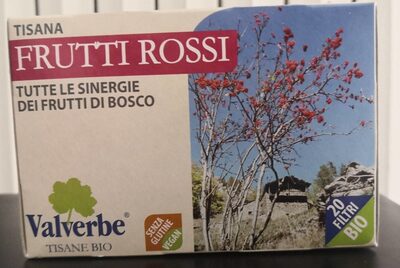 TISANA
FRUTTI ROSSI
TUTTE LE SINERGIE
DEI FRUTTI DI BOSCO
Valverbe®
TISANE BIO
SENZA
GLUTINE
VEGAN
20
FILTRI
BIO